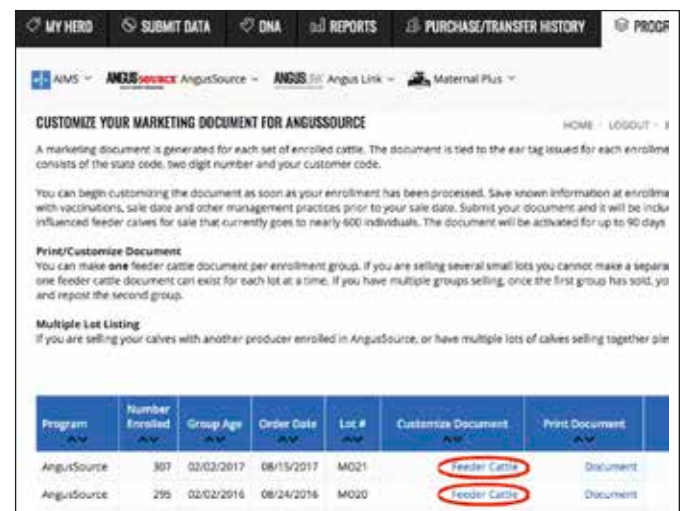 MY HERD SUBMIT DATA DNA REPORTS PURCHASE/TRANSFER HISTORY PROGR
AIMS ANGUS SOURCE AngusSource ANGUS LINK Angus Link Maternal Plus
CUSTOMIZE YOUR MARKETING DOCUMENT FOR ANGUSSOURCE HOME LOGOUT
A marketing document is generated for each set of enrolled cattle. The document is tied to the ear tag issued for each enrollme
consists of the state code, two digit number and your customer code.
You can begin customizing the document as soon as your enrollment has been processed. Save known information at enrollme
with vaccinations, sale date and other management practices prior to your sale date. Submit your document and it will be inclu
influenced feeder calves for sale that currently goes to nearly 600 individuals. The document will be activated for up to 90 days
Print/Customize Document
You can make one feeder cattle document per enrollment group. If you are selling several small lots you cannot make a separa
one feeder cattle document can exist for each lot at a time. If you have multiple groups selling, once the first group has sold, yo
and repost the second group.
Multiple Lot Listing
If you are selling your calves with another producer enrolled in AngusSource, or have multiple lots of calves selling together ple
Program Number Enrolled Group Age Order Date Lot # Customize Document Print Document
AngusSource 307 02/02/2017 08/15/2017 MO21 Feeder Cattle Document
AngusSource 295 02/02/2016 08/24/2016 MO20 Feeder Cattle Document